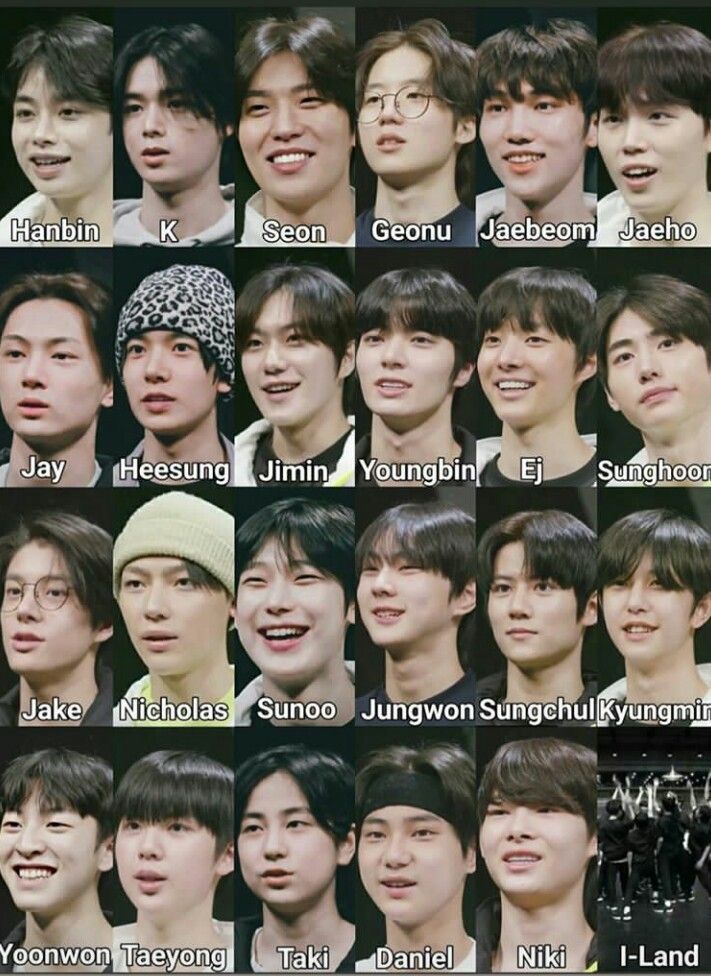 Hanbin K Seon Geonu Jaebeom Jaeho
Jay Heesung Jimin Youngbin Ej Sunghoon
Jake Nicholas Sunoo Jungwon Sungchul Kyungmin
Yoonwon Taeyong Taki Daniel Niki I-Land